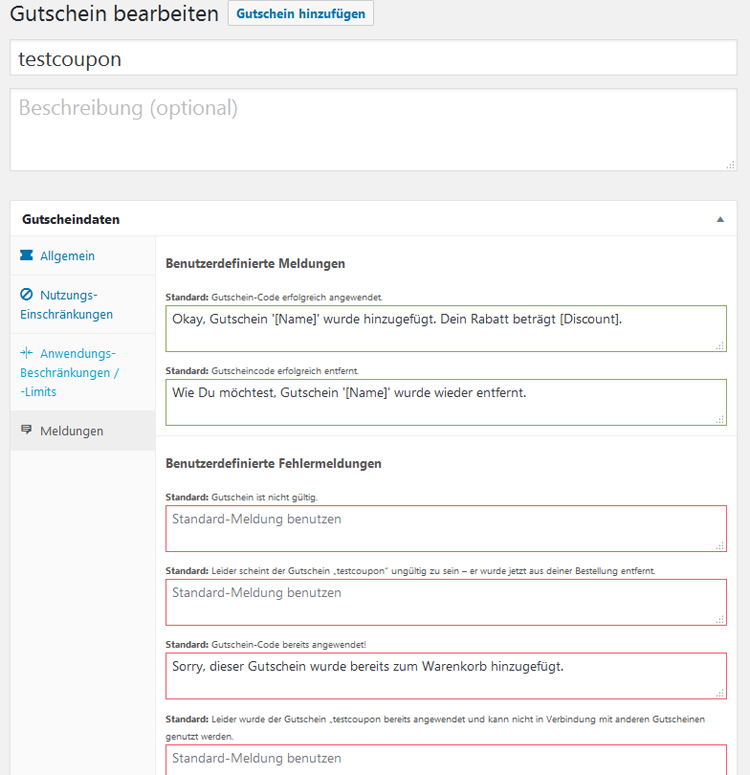 Gutschein bearbeiten Gutschein hinzufügen
testcoupon
Beschreibung (optional)
Gutscheindaten
Allgemein
Nutzungs-
Einschränkungen
Anwendungs-
Beschränkungen /
-Limits
Meldungen
Benutzerdefinierte Meldungen
Standard: Gutschein-Code erfolgreich angewendet.
Okay, Gutschein '[Name]' wurde hinzugefügt. Dein Rabatt beträgt [Discount].
Standard: Gutscheincode erfolgreich entfernt.
Wie Du möchtest, Gutschein '[Name]' wurde wieder entfernt.
Benutzerdefinierte Fehlermeldungen
Standard: Gutschein ist nicht gültig.
Standard-Meldung benutzen
Standard: Leider scheint der Gutschein „testcoupon“ ungültig zu sein – er wurde jetzt aus deiner Bestellung entfernt.
Standard-Meldung benutzen
Standard: Gutschein-Code bereits angewendet!
Sorry, dieser Gutschein wurde bereits zum Warenkorb hinzugefügt.
Standard: Leider wurde der Gutschein „testcoupon bereits angewendet und kann nicht in Verbindung mit anderen Gutscheinen
genutzt werden.
Standard-Meldung benutzen